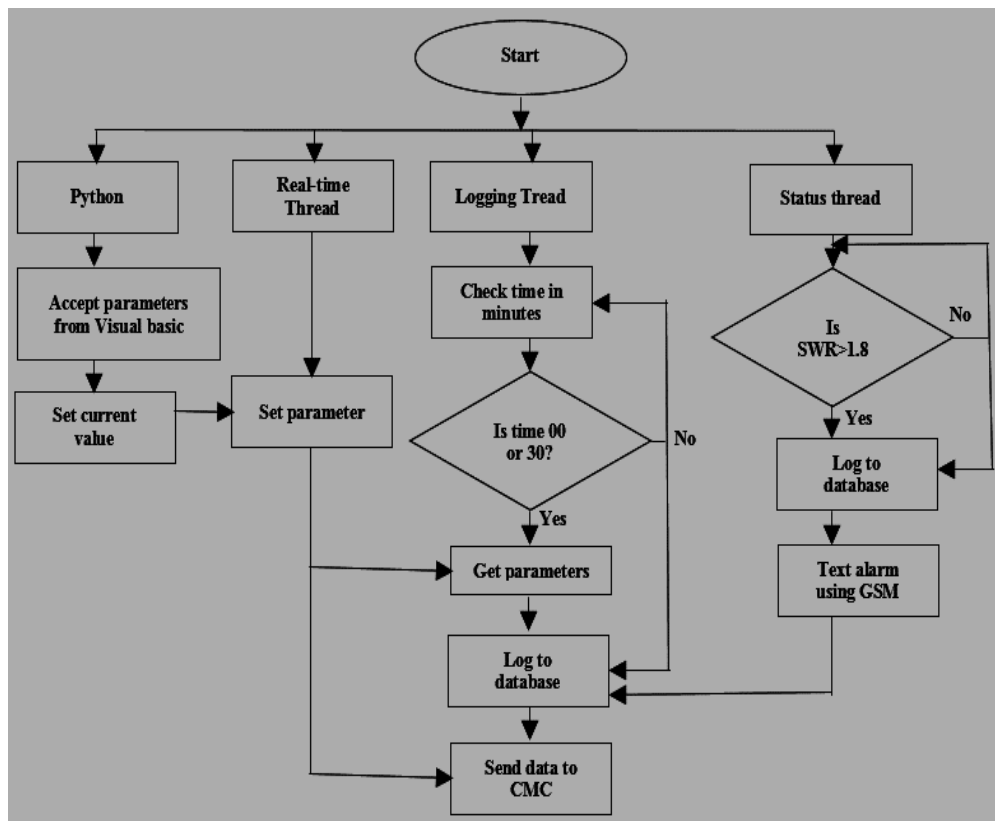 Start
Python
Accept parameters
from Visual basic
Set current
value
Real-time
Thread
Set parameter
Logging Tread
Check time in
minutes
Is time 00
or 30?
No
Yes
Get parameters
Log to
database
Send data to
CMC
Status thread
Is
SWR>1.8
No
Yes
Log to
database
Text alarm
using GSM